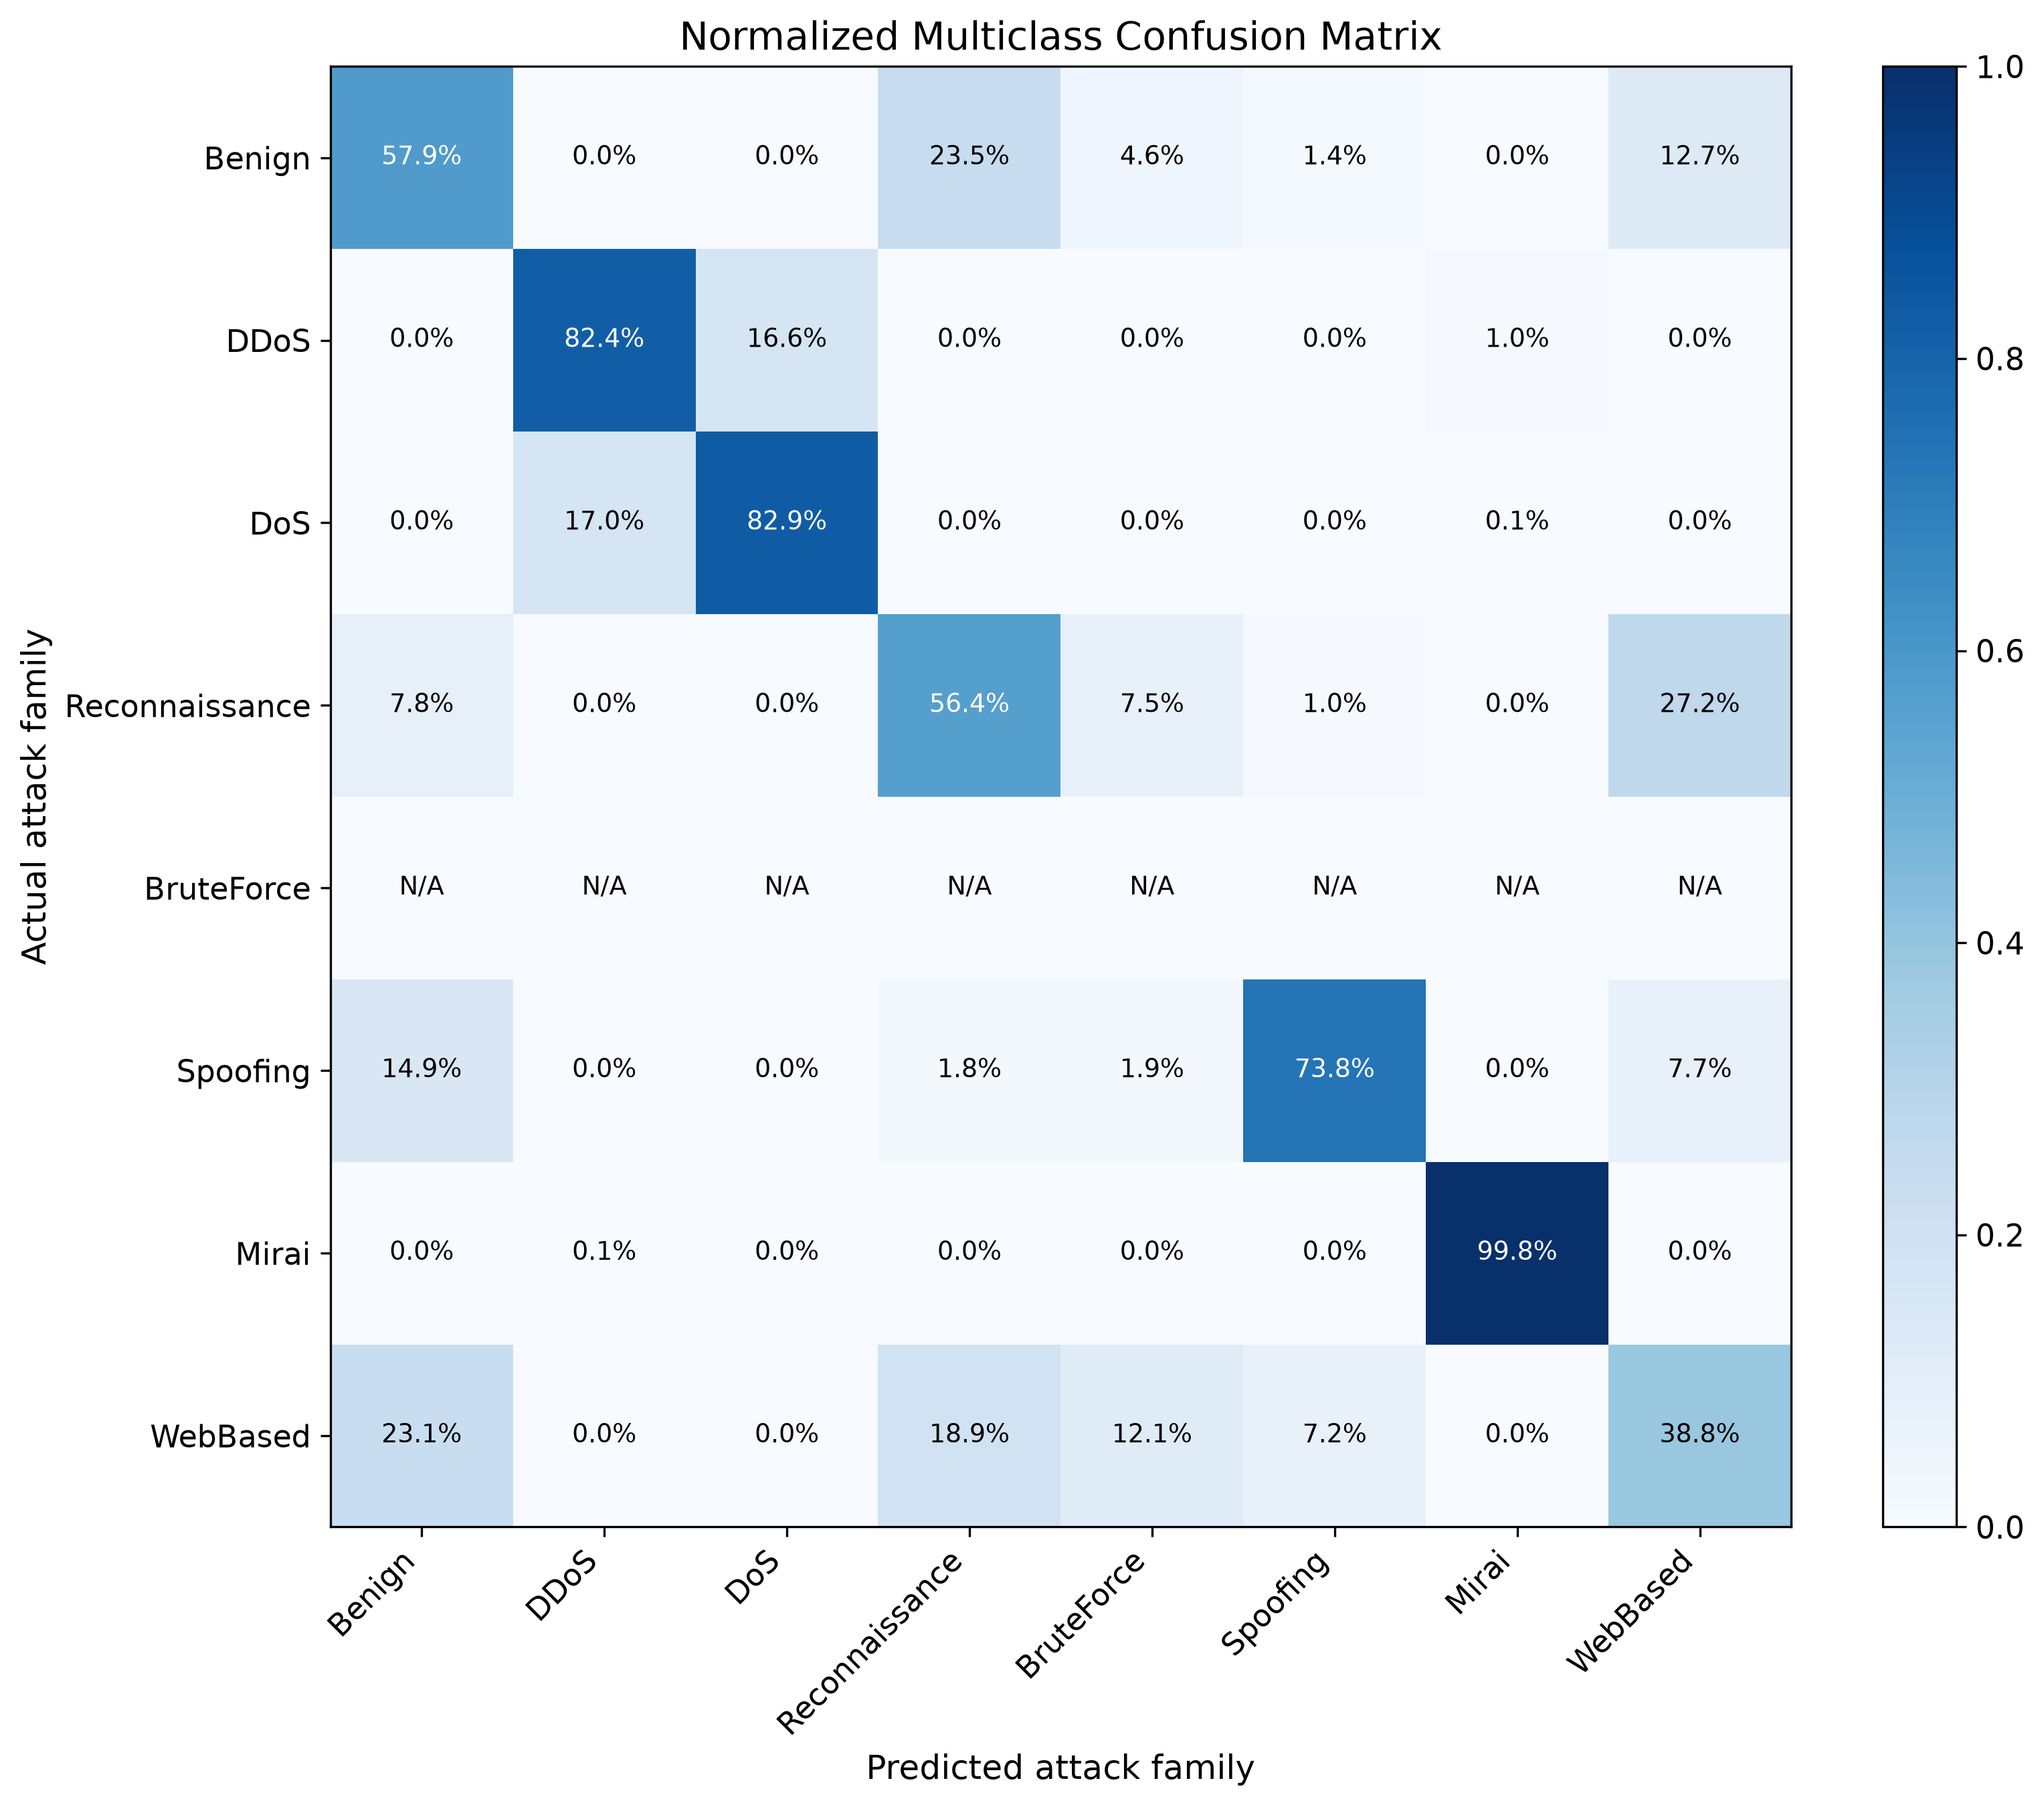 Normalized Multiclass Confusion Matrix
Actual attack family
Benign 57.9% 0.0% 0.0% 23.5% 4.6% 1.4% 0.0% 12.7%
DDoS 0.0% 82.4% 16.6% 0.0% 0.0% 0.0% 1.0% 0.0%
DoS 0.0% 17.0% 82.9% 0.0% 0.0% 0.0% 0.1% 0.0%
Reconnaissance 7.8% 0.0% 0.0% 56.4% 7.5% 1.0% 0.0% 27.2%
BruteForce N/A N/A N/A N/A N/A N/A N/A N/A
Spoofing 14.9% 0.0% 0.0% 1.8% 1.9% 73.8% 0.0% 7.7%
Mirai 0.0% 0.1% 0.0% 0.0% 0.0% 0.0% 99.8% 0.0%
WebBased 23.1% 0.0% 0.0% 18.9% 12.1% 7.2% 0.0% 38.8%
Benign DDoS DoS Reconnaissance BruteForce Spoofing Mirai WebBased
Predicted attack family
1.0
0.8
0.6
0.4
0.2
0.0